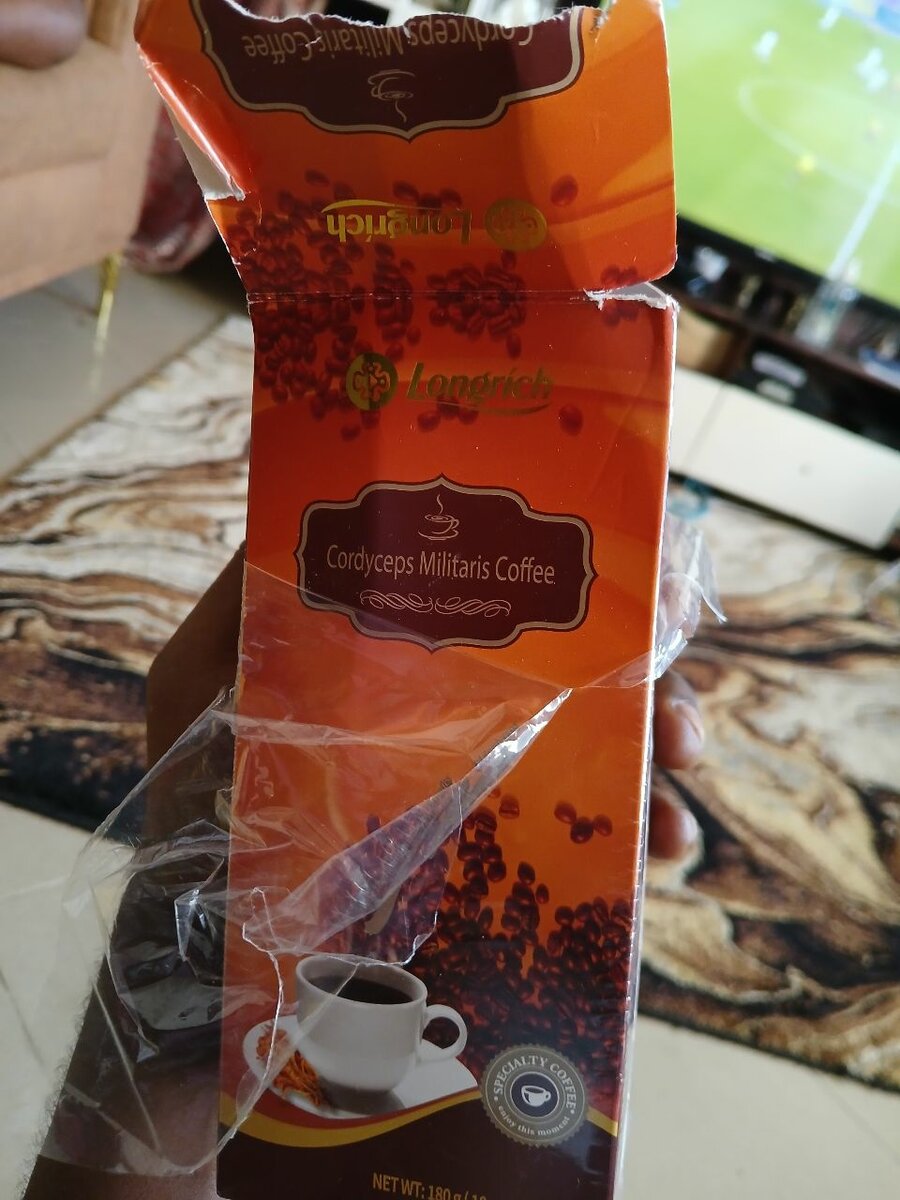 Cordyceps Militaris Coffee
Longrich
Longrich
Cordyceps Militaris Coffee
SPECIALTY COFFEE
enjoy this moment
NET WT: 180 g /